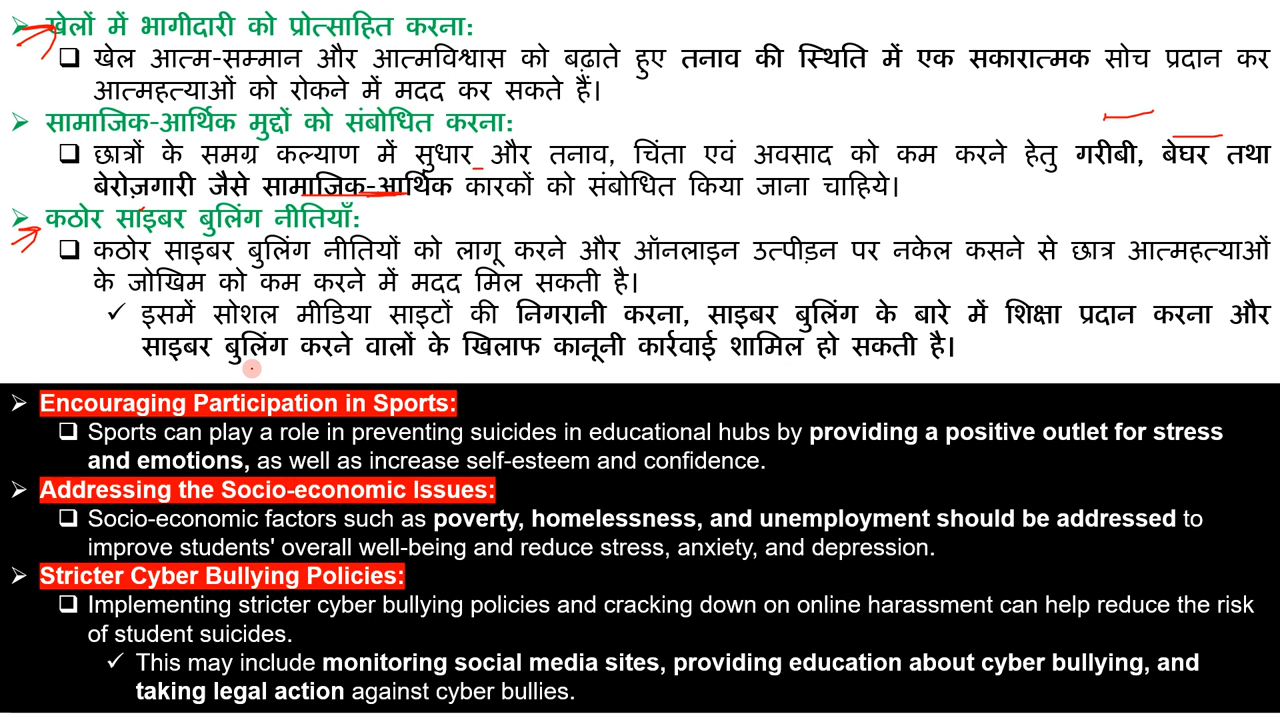 ➢ खेलों में भागीदारी को प्रोत्साहित करना:
❑ खेल आत्म-सम्मान और आत्मविश्वास को बढ़ाते हुए तनाव की स्थिति में एक सकारात्मक सोच प्रदान कर
आत्महत्याओं को रोकने में मदद कर सकते हैं।
➢ सामाजिक-आर्थिक मुद्दों को संबोधित करना:
❑ छात्रों के समग्र कल्याण में सुधार और तनाव, चिंता एवं अवसाद को कम करने हेतु गरीबी, बेघर तथा
बेरोज़गारी जैसे सामाजिक-आर्थिक कारकों को संबोधित किया जाना चाहिये।
➢ कठोर साइबर बुलिंग नीतियाँ:
❑ कठोर साइबर बुलिंग नीतियों को लागू करने और ऑनलाइन उत्पीड़न पर नकेल कसने से छात्र आत्महत्याओं
के जोखिम को कम करने में मदद मिल सकती है।
✓ इसमें सोशल मीडिया साइटों की निगरानी करना, साइबर बुलिंग के बारे में शिक्षा प्रदान करना और
साइबर बुलिंग करने वालों के खिलाफ कानूनी कार्रवाई शामिल हो सकती है।
➢ Encouraging Participation in Sports:
❑ Sports can play a role in preventing suicides in educational hubs by providing a positive outlet for stress
and emotions, as well as increase self-esteem and confidence.
➢ Addressing the Socio-economic Issues:
❑ Socio-economic factors such as poverty, homelessness, and unemployment should be addressed to
improve students' overall well-being and reduce stress, anxiety, and depression.
➢ Stricter Cyber Bullying Policies:
❑ Implementing stricter cyber bullying policies and cracking down on online harassment can help reduce the risk
of student suicides.
✓ This may include monitoring social media sites, providing education about cyber bullying, and
taking legal action against cyber bullies.